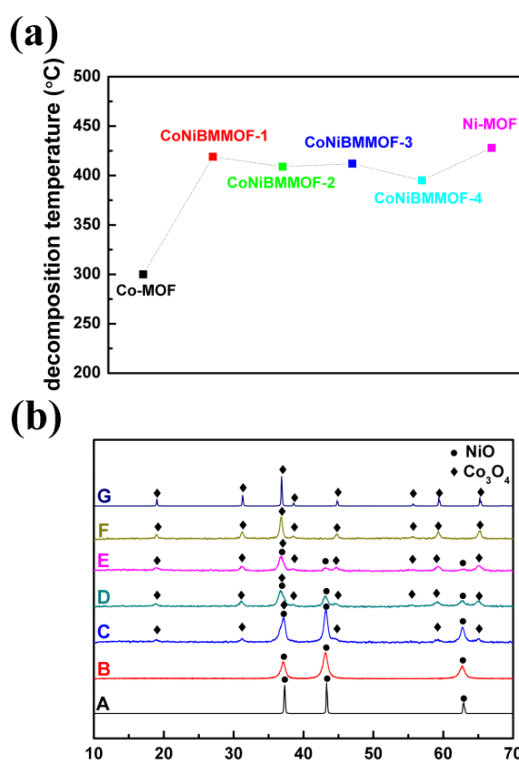 (a)
decomposition temperature (°C)
500
450
400
350
300
250
200
CoNiBMMOF-1
CoNiBMMOF-2
CoNiBMMOF-3
CoNiBMMOF-4
Ni-MOF
Co-MOF
(b)
● NiO
♦ Co₃O₄
G
F
E
D
C
B
A
10 20 30 40 50 60 70